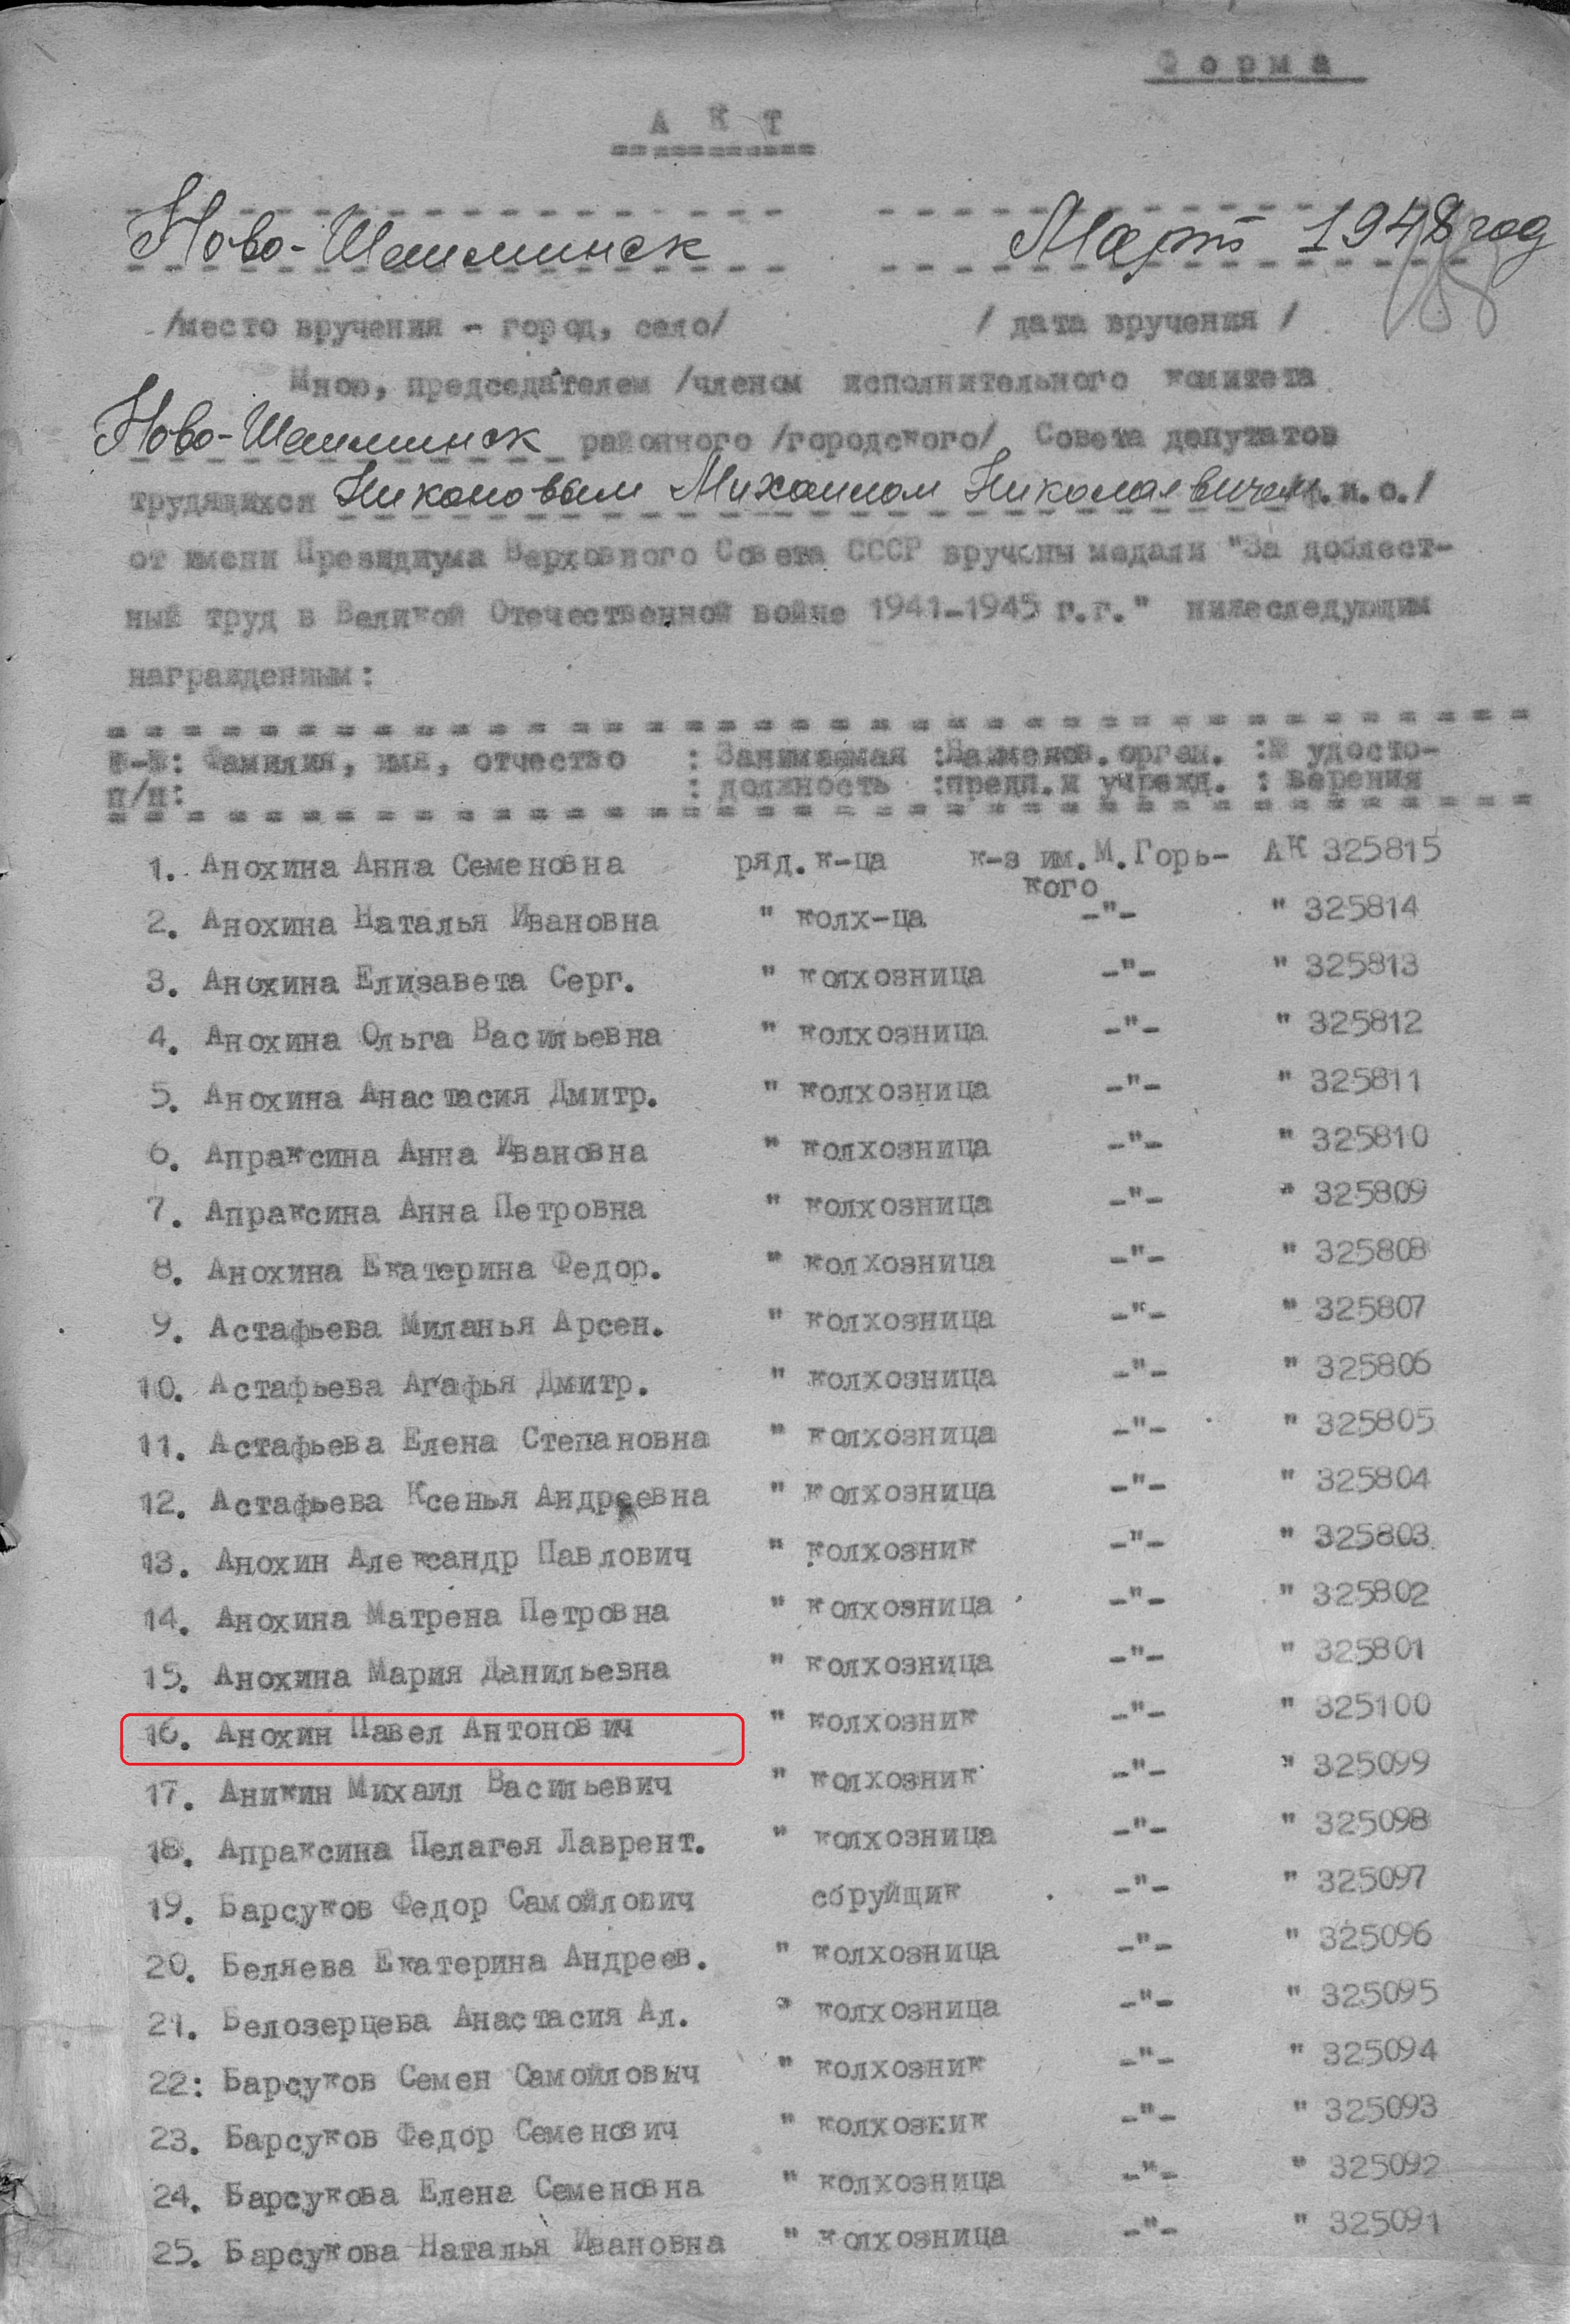 Форма
А К Т
Ново-Шешминск Март 1948 год
/место вручения - город, село/ / дата вручения /
Мною, председателем /членом исполнительного комитета
Ново-Шешминск районного /городского/ Совета депутатов
трудящихся Никоновым Михаилом Николаевичем ф.и.о./
от имени Президиума Верховного Совета СССР вручены медали "За доблест-
ный труд в Великой Отечественной войне 1941-1945 г.г." нижеследующим
награжденным:
№-№: Фамилия, имя, отчество : Занимаемая :Наименов. орган. :№ удосто-
п/п: : должность :предп.и учрежд. : верения
1. Анохина Анна Семеновна ряд.к-ца к-з им.М.Горь- АК 325815
кого
2. Анохина Наталья Ивановна " колх-ца -"- " 325814
3. Анохина Елизавета Серг. " колхозница -"- " 325813
4. Анохина Ольга Васильевна " колхозница -"- " 325812
5. Анохина Анастасия Дмитр. " колхозница -"- " 325811
6. Апраксина Анна Ивановна " колхозница -"- " 325810
7. Апраксина Анна Петровна " колхозница -"- " 325809
8. Анохина Екатерина Федор. " колхозница -"- " 325808
9. Астафьева Миланья Арсен. " колхозница -"- " 325807
10. Астафьева Агафья Дмитр. " колхозница -"- " 325806
11. Астафьева Елена Степановна " колхозница -"- " 325805
12. Астафьева Ксенья Андреевна " колхозница -"- " 325804
13. Анохин Александр Павлович " колхозник -"- " 325803
14. Анохина Матрена Петровна " колхозница -"- " 325802
15. Анохина Мария Данильевна " колхозница -"- " 325801
16. Анохин Павел Антонович " колхозник -"- " 325100
17. Аникин Михаил Васильевич " колхозник -"- " 325099
18. Апраксина Пелагея Лаврент. " колхозница -"- " 325098
19. Барсуков Федор Самойлович сбруйщик -"- " 325097
20. Беляева Екатерина Андреев. " колхозница -"- " 325096
21. Белозерцева Анастасия Ал. " колхозница -"- " 325095
22: Барсуков Семен Самойловыч " колхозник -"- " 325094
23. Барсуков Федор Семенович " колхозник -"- " 325093
24. Барсукова Елена Семеновна " колхозница -"- " 325092
25. Барсукова Наталья Ивановна " колхозница -"- " 325091